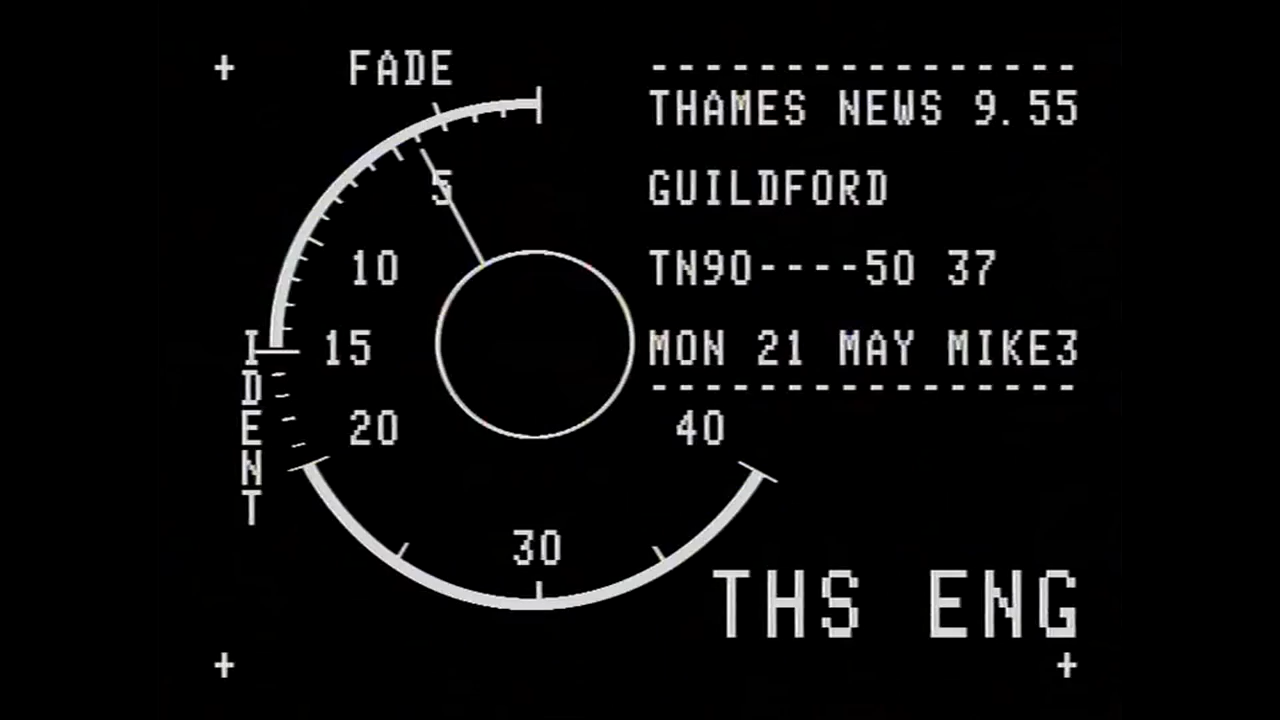 FADE
----------------
THAMES NEWS 9.55
GUILDFORD
TN90----50 37
MON 21 MAY MIKE3
----------------
5
10
15
20
30
40
IDENT
THS ENG